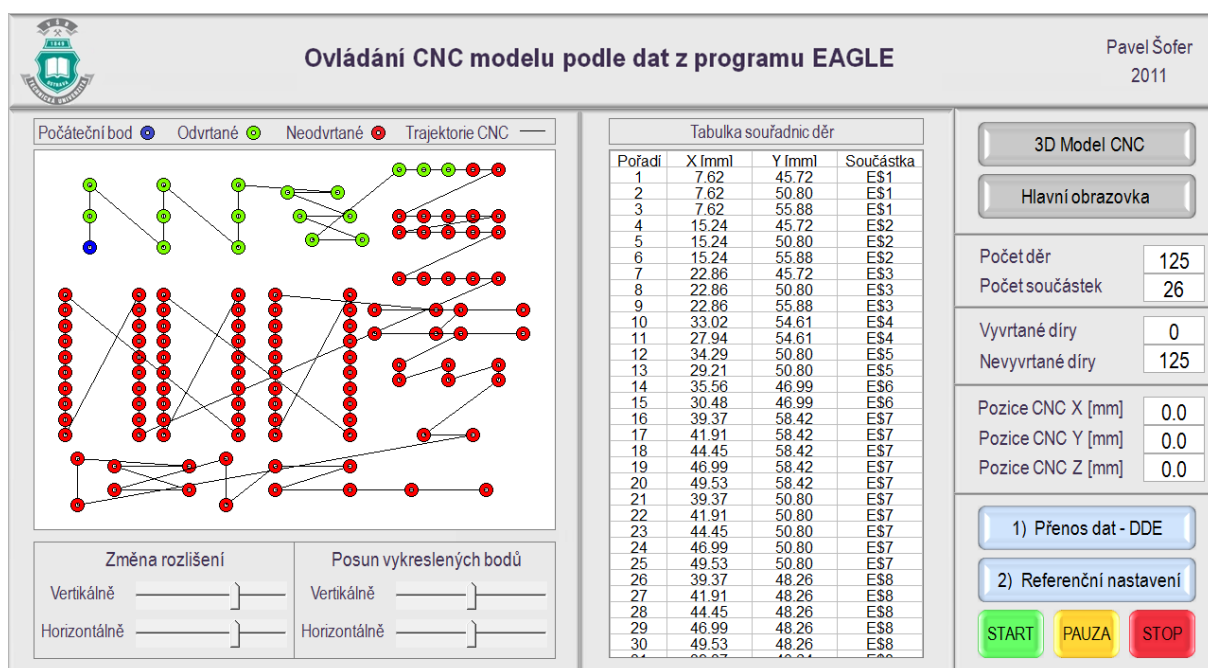 Ovládání CNC modelu podle dat z programu EAGLE
Pavel Šofer
2011
Počáteční bod Odvrtané Neodvrtané Trajektorie CNC
Změna rozlišení
Vertikálně
Horizontálně
Posun vykreslených bodů
Vertikálně
Horizontálně
Tabulka souřadnic děr
Pořadí X [mm] Y [mm] Součástka
1 7.62 45.72 E$1
2 7.62 50.80 E$1
3 7.62 55.88 E$1
4 15.24 45.72 E$2
5 15.24 50.80 E$2
6 15.24 55.88 E$2
7 22.86 45.72 E$3
8 22.86 50.80 E$3
9 22.86 55.88 E$3
10 33.02 54.61 E$4
11 27.94 54.61 E$4
12 34.29 50.80 E$5
13 29.21 50.80 E$5
14 35.56 46.99 E$6
15 30.48 46.99 E$6
16 39.37 58.42 E$7
17 41.91 58.42 E$7
18 44.45 58.42 E$7
19 46.99 58.42 E$7
20 49.53 58.42 E$7
21 39.37 50.80 E$7
22 41.91 50.80 E$7
23 44.45 50.80 E$7
24 46.99 50.80 E$7
25 49.53 50.80 E$7
26 39.37 48.26 E$8
27 41.91 48.26 E$8
28 44.45 48.26 E$8
29 46.99 48.26 E$8
30 49.53 48.26 E$8
3D Model CNC
Hlavní obrazovka
Počet děr 125
Počet součástek 26
Vyvrtané díry 0
Nevyvrtané díry 125
Pozice CNC X [mm] 0.0
Pozice CNC Y [mm] 0.0
Pozice CNC Z [mm] 0.0
1) Přenos dat - DDE
2) Referenční nastavení
START PAUZA STOP